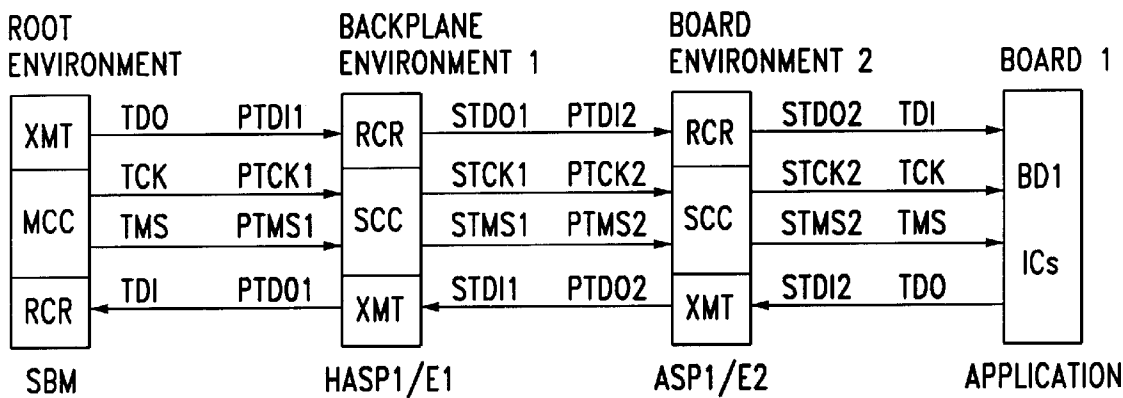 ROOT ENVIRONMENT
BACKPLANE ENVIRONMENT 1
BOARD ENVIRONMENT 2
BOARD 1
XMT TDO PTDI1 RCR STDO1 PTDI2 RCR STDO2 TDI
TCK PTCK1 STCK1 PTCK2 STCK2 TCK BD1
MCC TMS PTMS1 SCC STMS1 PTMS2 SCC STMS2 TMS
ICs
RCR TDI PTDO1 XMT STDI1 PTDO2 XMT STDI2 TDO
SBM HASP1/E1 ASP1/E2 APPLICATION